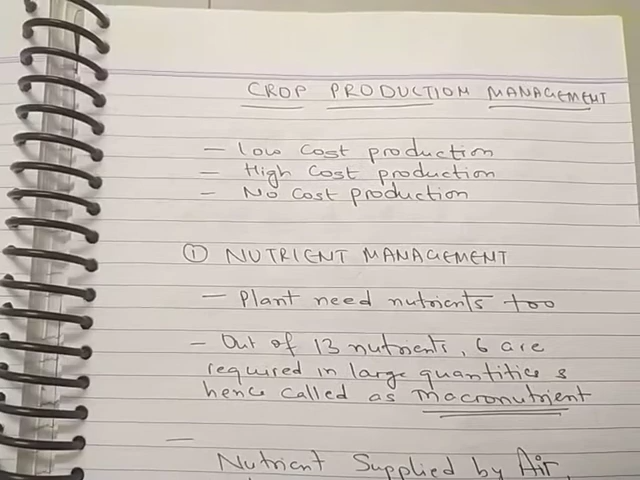 CROP PRODUCTION MANAGEMENT
– Low cost production
– High cost production
– No cost production
① NUTRIENT MANAGEMENT
– Plant need nutrients too
– Out of 13 nutrients, 6 are
required in large quantities &
hence called as macronutrient
–
Nutrient Supplied by Air,